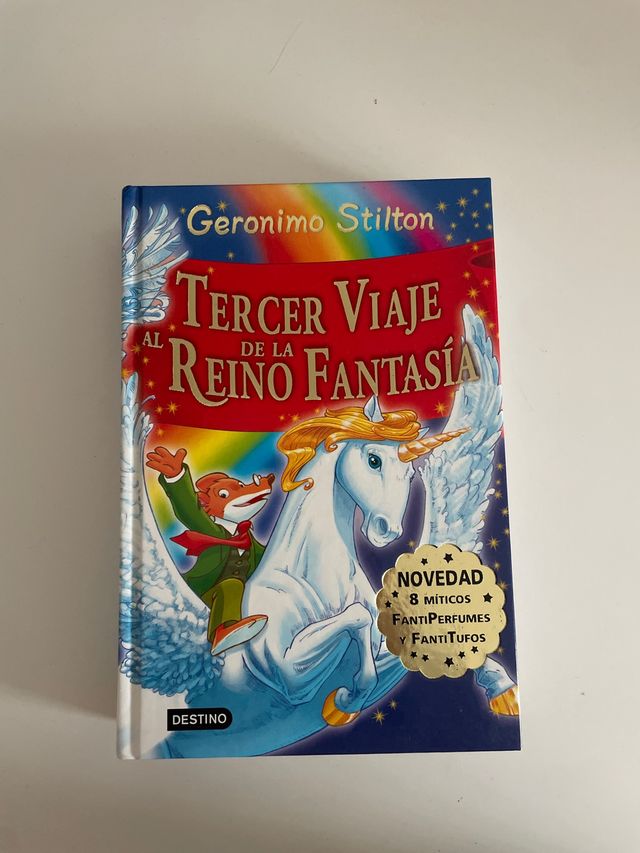 Geronimo Stilton
TERCER VIAJE
AL DE LA
REINO FANTASÍA
NOVEDAD
8 MÍTICOS
FANTIPERFUMES
Y FANTITUFOS
DESTINO